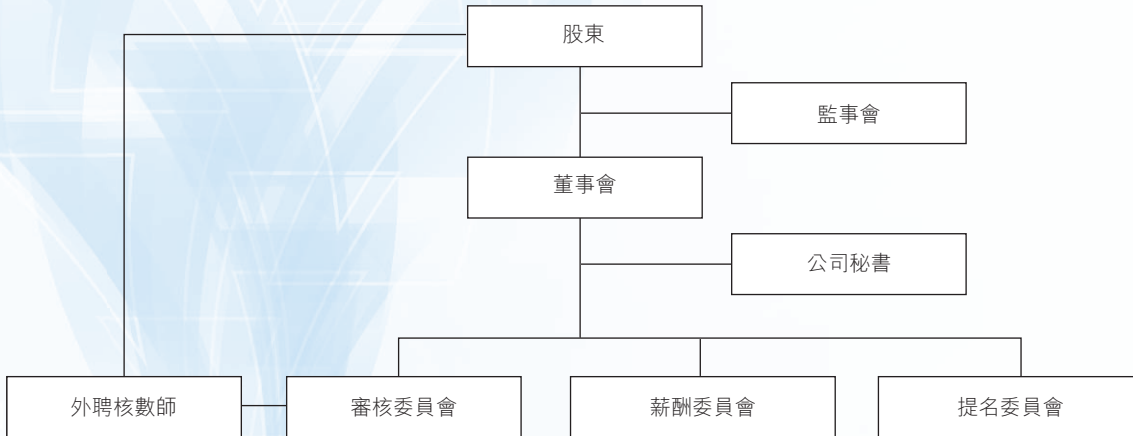 股東
監事會
董事會
公司秘書
外聘核數師
審核委員會
薪酬委員會
提名委員會